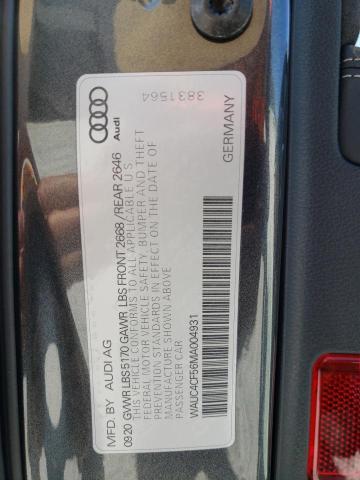 MFD. BY AUDI AG
0920 GVWR LBS 5170 GAWR LBS FRONT 2668/REAR 2646
THIS VEHICLE CONFORMS TO ALL APPLICABLE U S
FEDERAL MOTOR VEHICLE SAFETY, BUMPER AND THEFT
PREVENTION STANDARDS IN EFFECT ON THE DATE OF
MANUFACTURE SHOWN ABOVE
PASSENGER CAR
WAUC4CF56MA004931
GERMANY
Audi
3831564